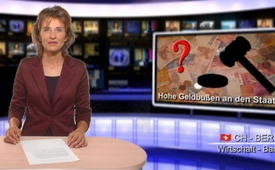 ?
Hohe Geldbußen an den Staat
CH - BER
Wirtschaft - Ba